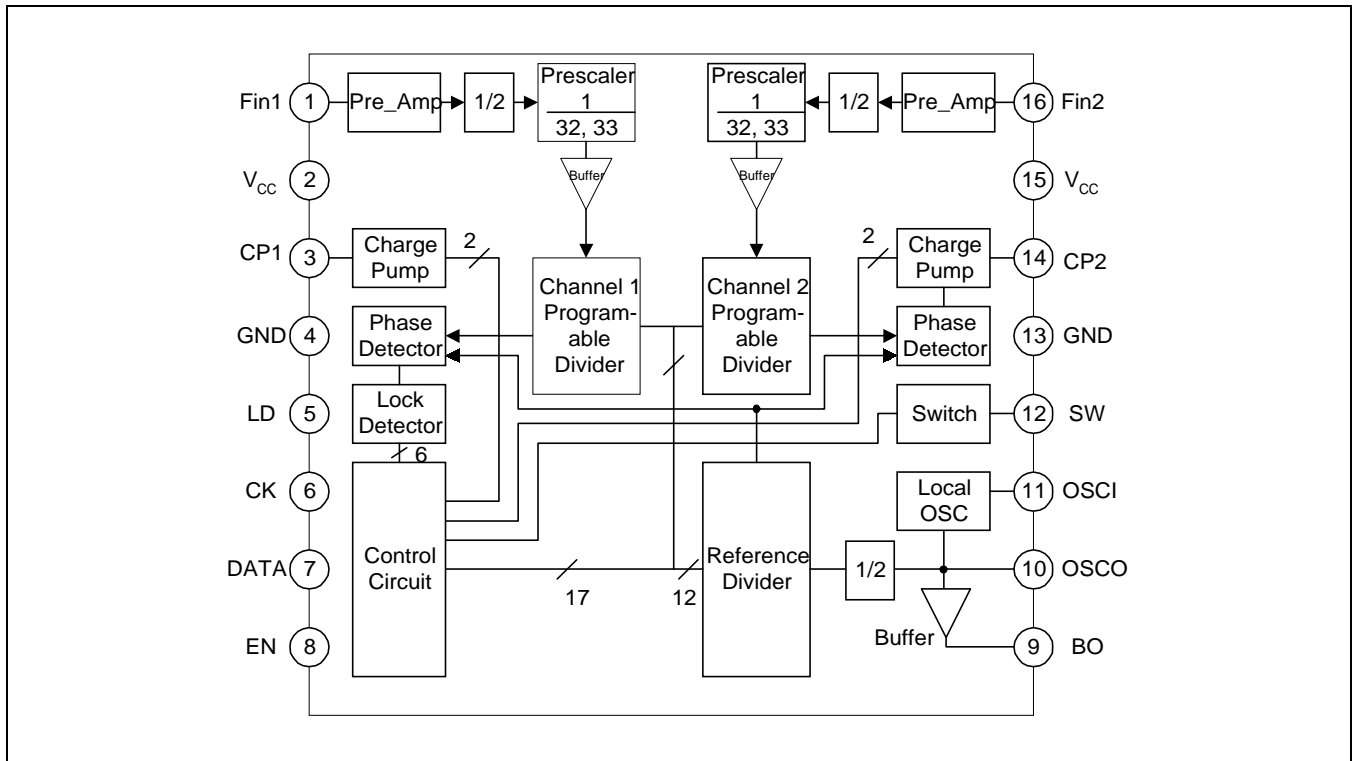 Fin1
1
Pre_Amp
1/2
Prescaler
1
32, 33
Prescaler
1
32, 33
1/2
Pre_Amp
16
Fin2
Buffer
Buffer
VCC
2
15
VCC
CP1
3
Charge
Pump
2
Channel 1
Program-
able
Divider
Channel 2
Program-
able
Divider
2
Charge
Pump
14
CP2
GND
4
Phase
Detector
Phase
Detector
13
GND
LD
5
Lock
Detector
6
Switch
12
SW
CK
6
Local
OSC
11
OSCI
DATA
7
Control
Circuit
17
12
Reference
Divider
1/2
10
OSCO
EN
8
Buffer
9
BO